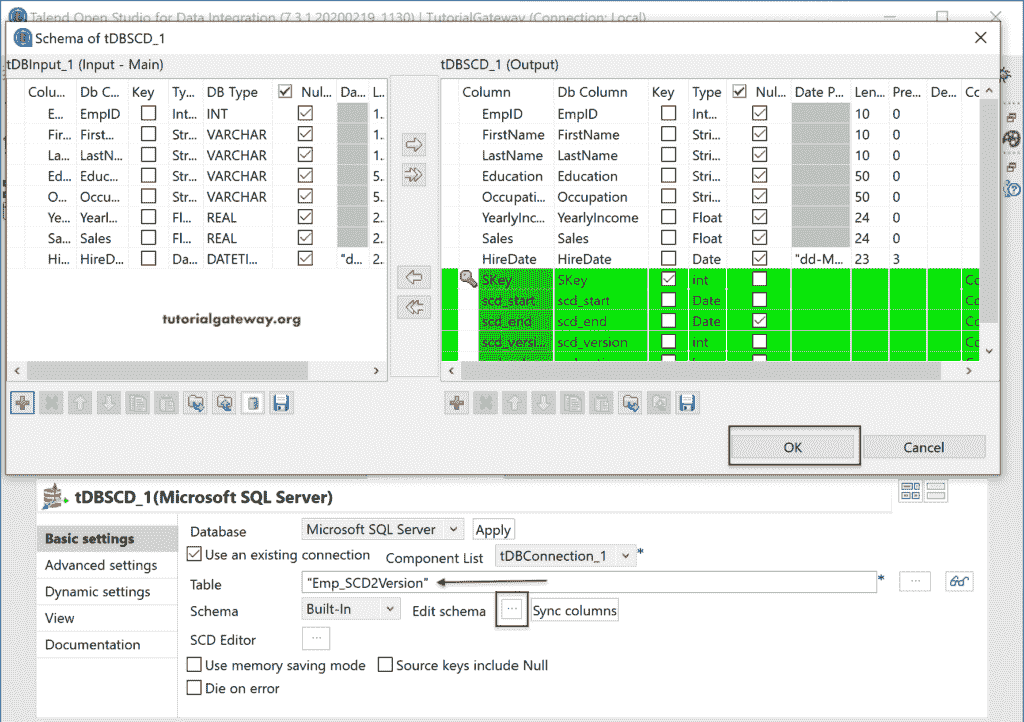 Talend Open Studio for Data Integration (7.3.1.20200219_1130) | TutorialGateway (Connection: Local)
Schema of tDBSCD_1
tDBInput_1 (Input - Main)
Colu... Db C... Key Ty... DB Type Nul... Da... L..
E... EmpID Int... INT 1.
Fir... First... Str... VARCHAR 1.
La... LastN... Str... VARCHAR 1.
Ed... Educ... Str... VARCHAR 5.
O... Occu... Str... VARCHAR 5.
Ye... Yearl... Fl... REAL 2.
Sa... Sales Fl... REAL 2.
Hi... HireD... Da... DATETI... "d... 2.
tutorialgateway.org
tDBSCD_1 (Output)
Column Db Column Key Type Nul... Date P... Len... Pre... De... Cc
EmpID EmpID Int... 10 0
FirstName FirstName Stri... 10 0
LastName LastName Stri... 10 0
Education Education Stri... 50 0
Occupati... Occupation Stri... 50 0
YearlyInc... YearlyIncome Float 24 0
Sales Sales Float 24 0
HireDate HireDate Date "dd-M... 23 3
SKey SKey int Cc
scd_start scd_start Date Cc
scd_end scd_end Date Cc
scd_versi... scd_version int Cc
OK Cancel
tDBSCD_1(Microsoft SQL Server)
Basic settings
Advanced settings
Dynamic settings
View
Documentation
Database Microsoft SQL Server Apply
Use an existing connection Component List tDBConnection_1 *
Table "Emp_SCD2Version" * ...
Schema Built-In Edit schema ... Sync columns
SCD Editor ...
Use memory saving mode Source keys include Null
Die on error